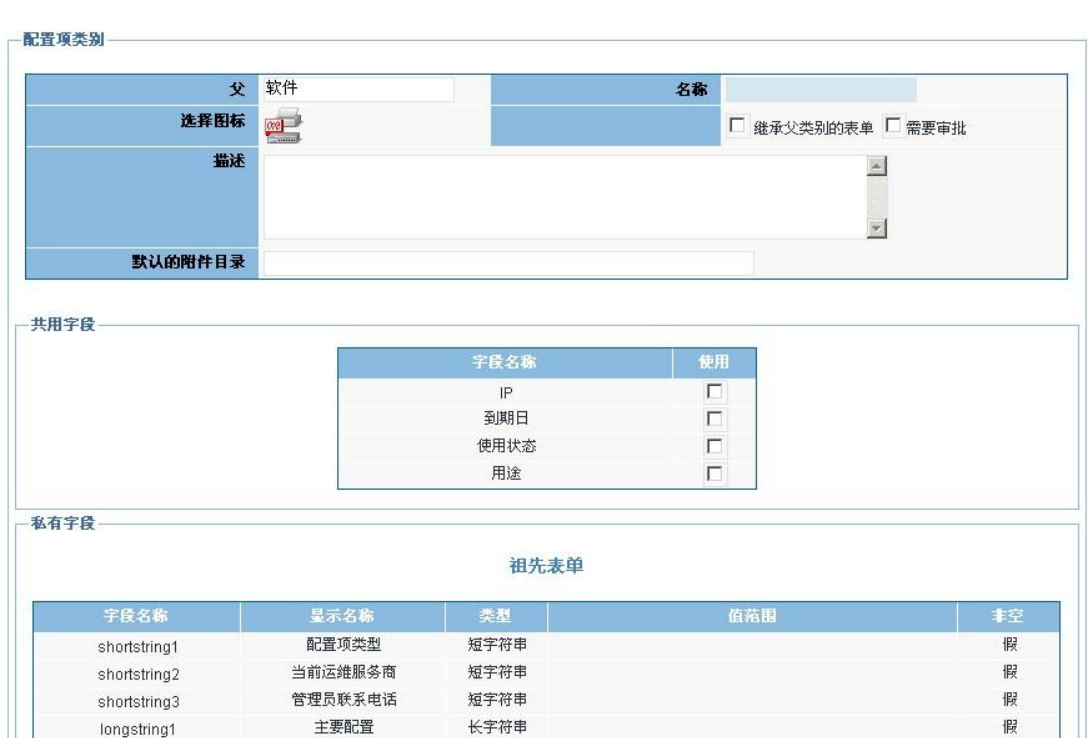 配置项类别
父 软件 名称
选择图标 exe 继承父类别的表单 需要审批
描述
默认的附件目录
共用字段
字段名称 使用
IP
到期日
使用状态
用途
私有字段
祖先表单
字段名称 显示名称 类型 值范围 非空
shortstring1 配置项类型 短字符串 假
shortstring2 当前运维服务商 短字符串 假
shortstring3 管理员联系电话 短字符串 假
longstring1 主要配置 长字符串 假